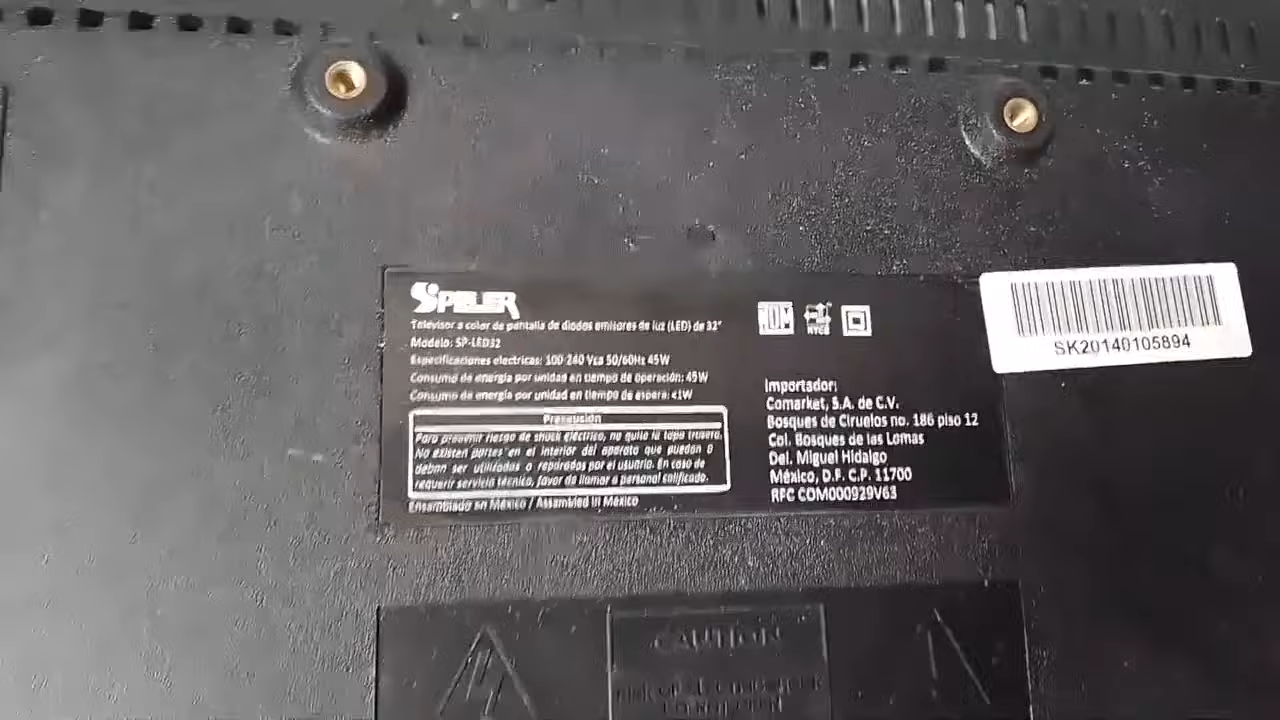 SPELER
Televisor a color de pantalla de diodos emisores de luz (LED) de 32"
Modelo: SP-LED32
Especificaciones electricas: 100-240 Vca 50/60Hz 45W
Consumo de energía por unidad en tiempo de operación: 45W
Consumo de energía por unidad en tiempo de espera: <1W
Precaución
Para prevenir riesgo de shock eléctrico, no quite la tapa trasera.
No existen partes en el interior del aparato que puedan o
deban ser utilizadas o reparadas por el usuario. En caso de
requerir servicio técnico, favor de llamar a personal calificado.
Ensamblado en México / Assembled in México
NOM
NYCE
Importador:
Comarket, S.A. de C.V.
Bosques de Ciruelos no. 186 piso 12
Col. Bosques de las Lomas
Del. Miguel Hidalgo
México, D.F. C.P. 11700
RFC COM000929V63
SK20140105894
CAUTION